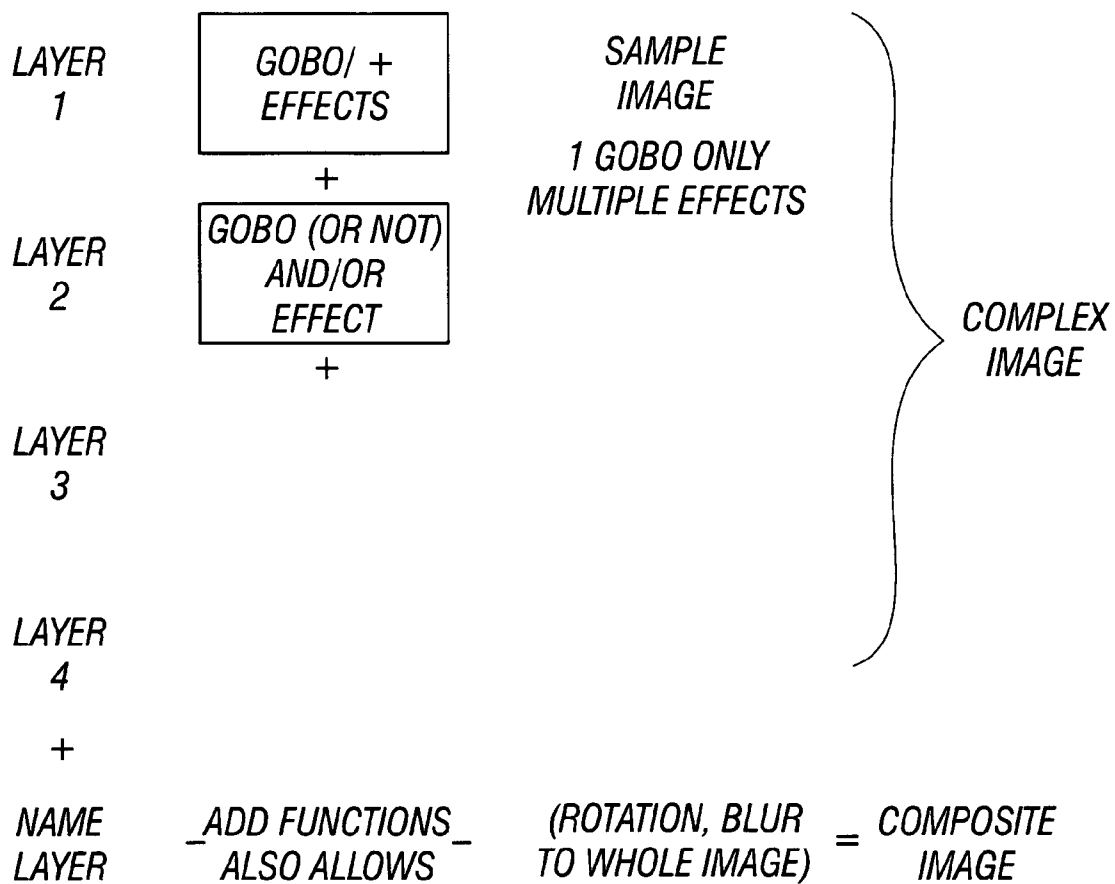 LAYER
1
GOBO/ +
EFFECTS
SAMPLE
IMAGE
1 GOBO ONLY
MULTIPLE EFFECTS
+
LAYER
2
GOBO (OR NOT)
AND/OR
EFFECT
+
COMPLEX
IMAGE
LAYER
3
LAYER
4
+
NAME
LAYER
_ADD FUNCTIONS_
ALSO ALLOWS
(ROTATION, BLUR
TO WHOLE IMAGE)
=
COMPOSITE
IMAGE